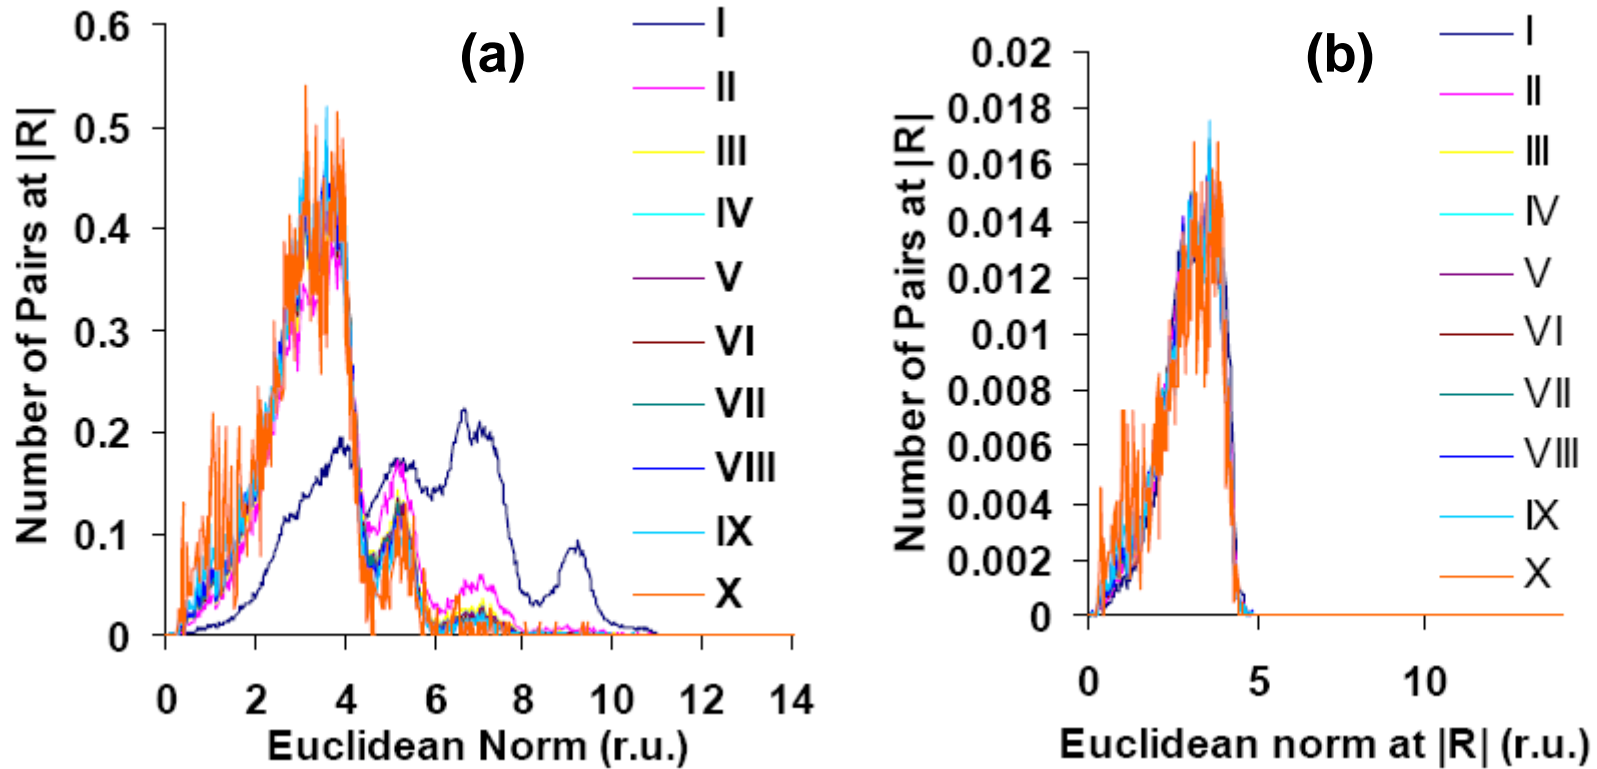 (a)
Number of Pairs at |R|
0.6
0.5
0.4
0.3
0.2
0.1
0
0 2 4 6 8 10 12 14
Euclidean Norm (r.u.)
I
II
III
IV
V
VI
VII
VIII
IX
X
(b)
Number of Pairs at |R|
0.02
0.018
0.016
0.014
0.012
0.01
0.008
0.006
0.004
0.002
0
0 5 10
Euclidean norm at |R| (r.u.)
I
II
III
IV
V
VI
VII
VIII
IX
X